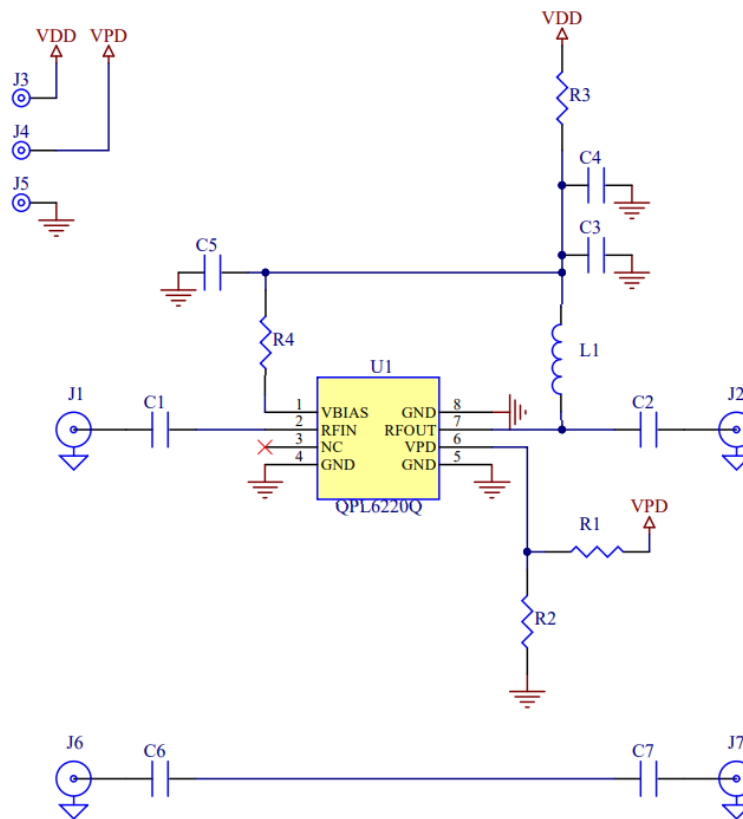 VDD VPD
VDD
J3
R3
J4
C4
J5
C3
C5
R4
L1
U1
J1
C1
C2
J2
1 VBIAS GND 8
2 RFIN RFOUT 7
3 NC VPD 6
4 GND GND 5
QPL6220Q
VPD
R1
R2
J6
C6
C7
J7